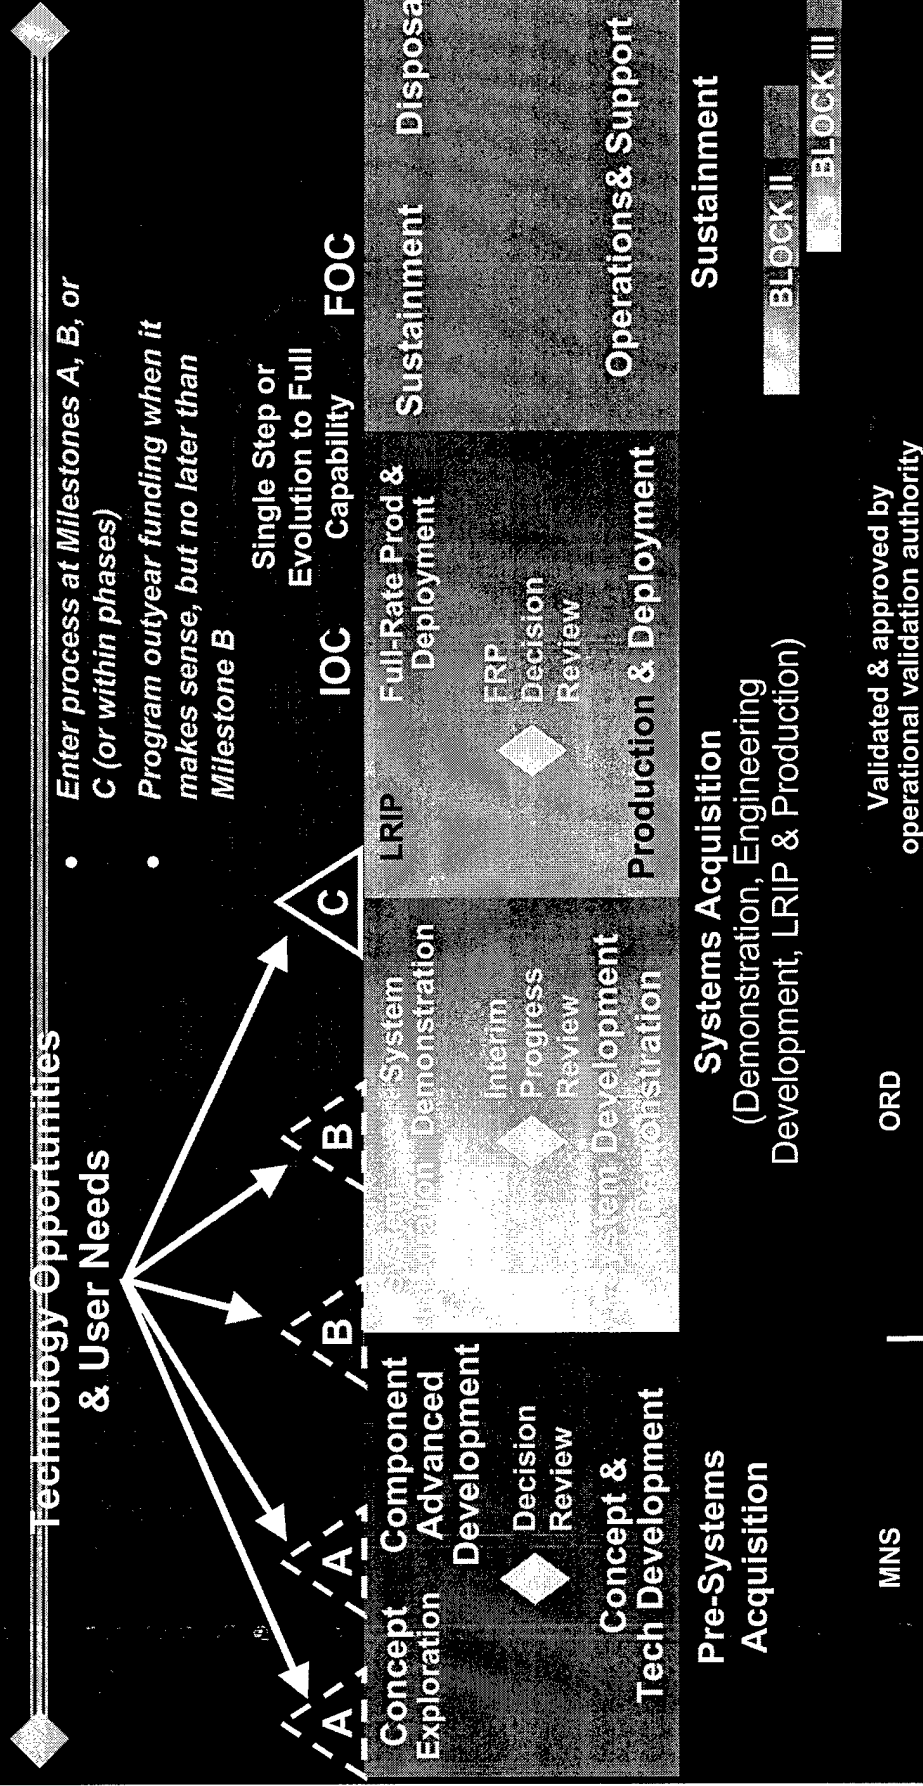 Technology Opportunities
& User Needs
• Enter process at Milestones A, B, or
C (or within phases)
• Program outyear funding when it
makes sense, but no later than
Milestone B
Single Step or
Evolution to Full
Capability
A
A
B
B
C
IOC
FOC
Concept
Exploration
Component
Advanced
Development
Decision
Review
Concept &
Tech Development
System
Demonstration
Interim
Progress
Review
Development
LRIP
Full-Rate Prod &
Deployment
FRP
Decision
Review
Production & Deployment
Sustainment
Disposa
Operations& Support
Pre-Systems
Acquisition
Systems Acquisition
(Demonstration, Engineering
Development, LRIP & Production)
Sustainment
BLOCK II
BLOCK III
MNS
ORD
Validated & approved by
operational validation authority